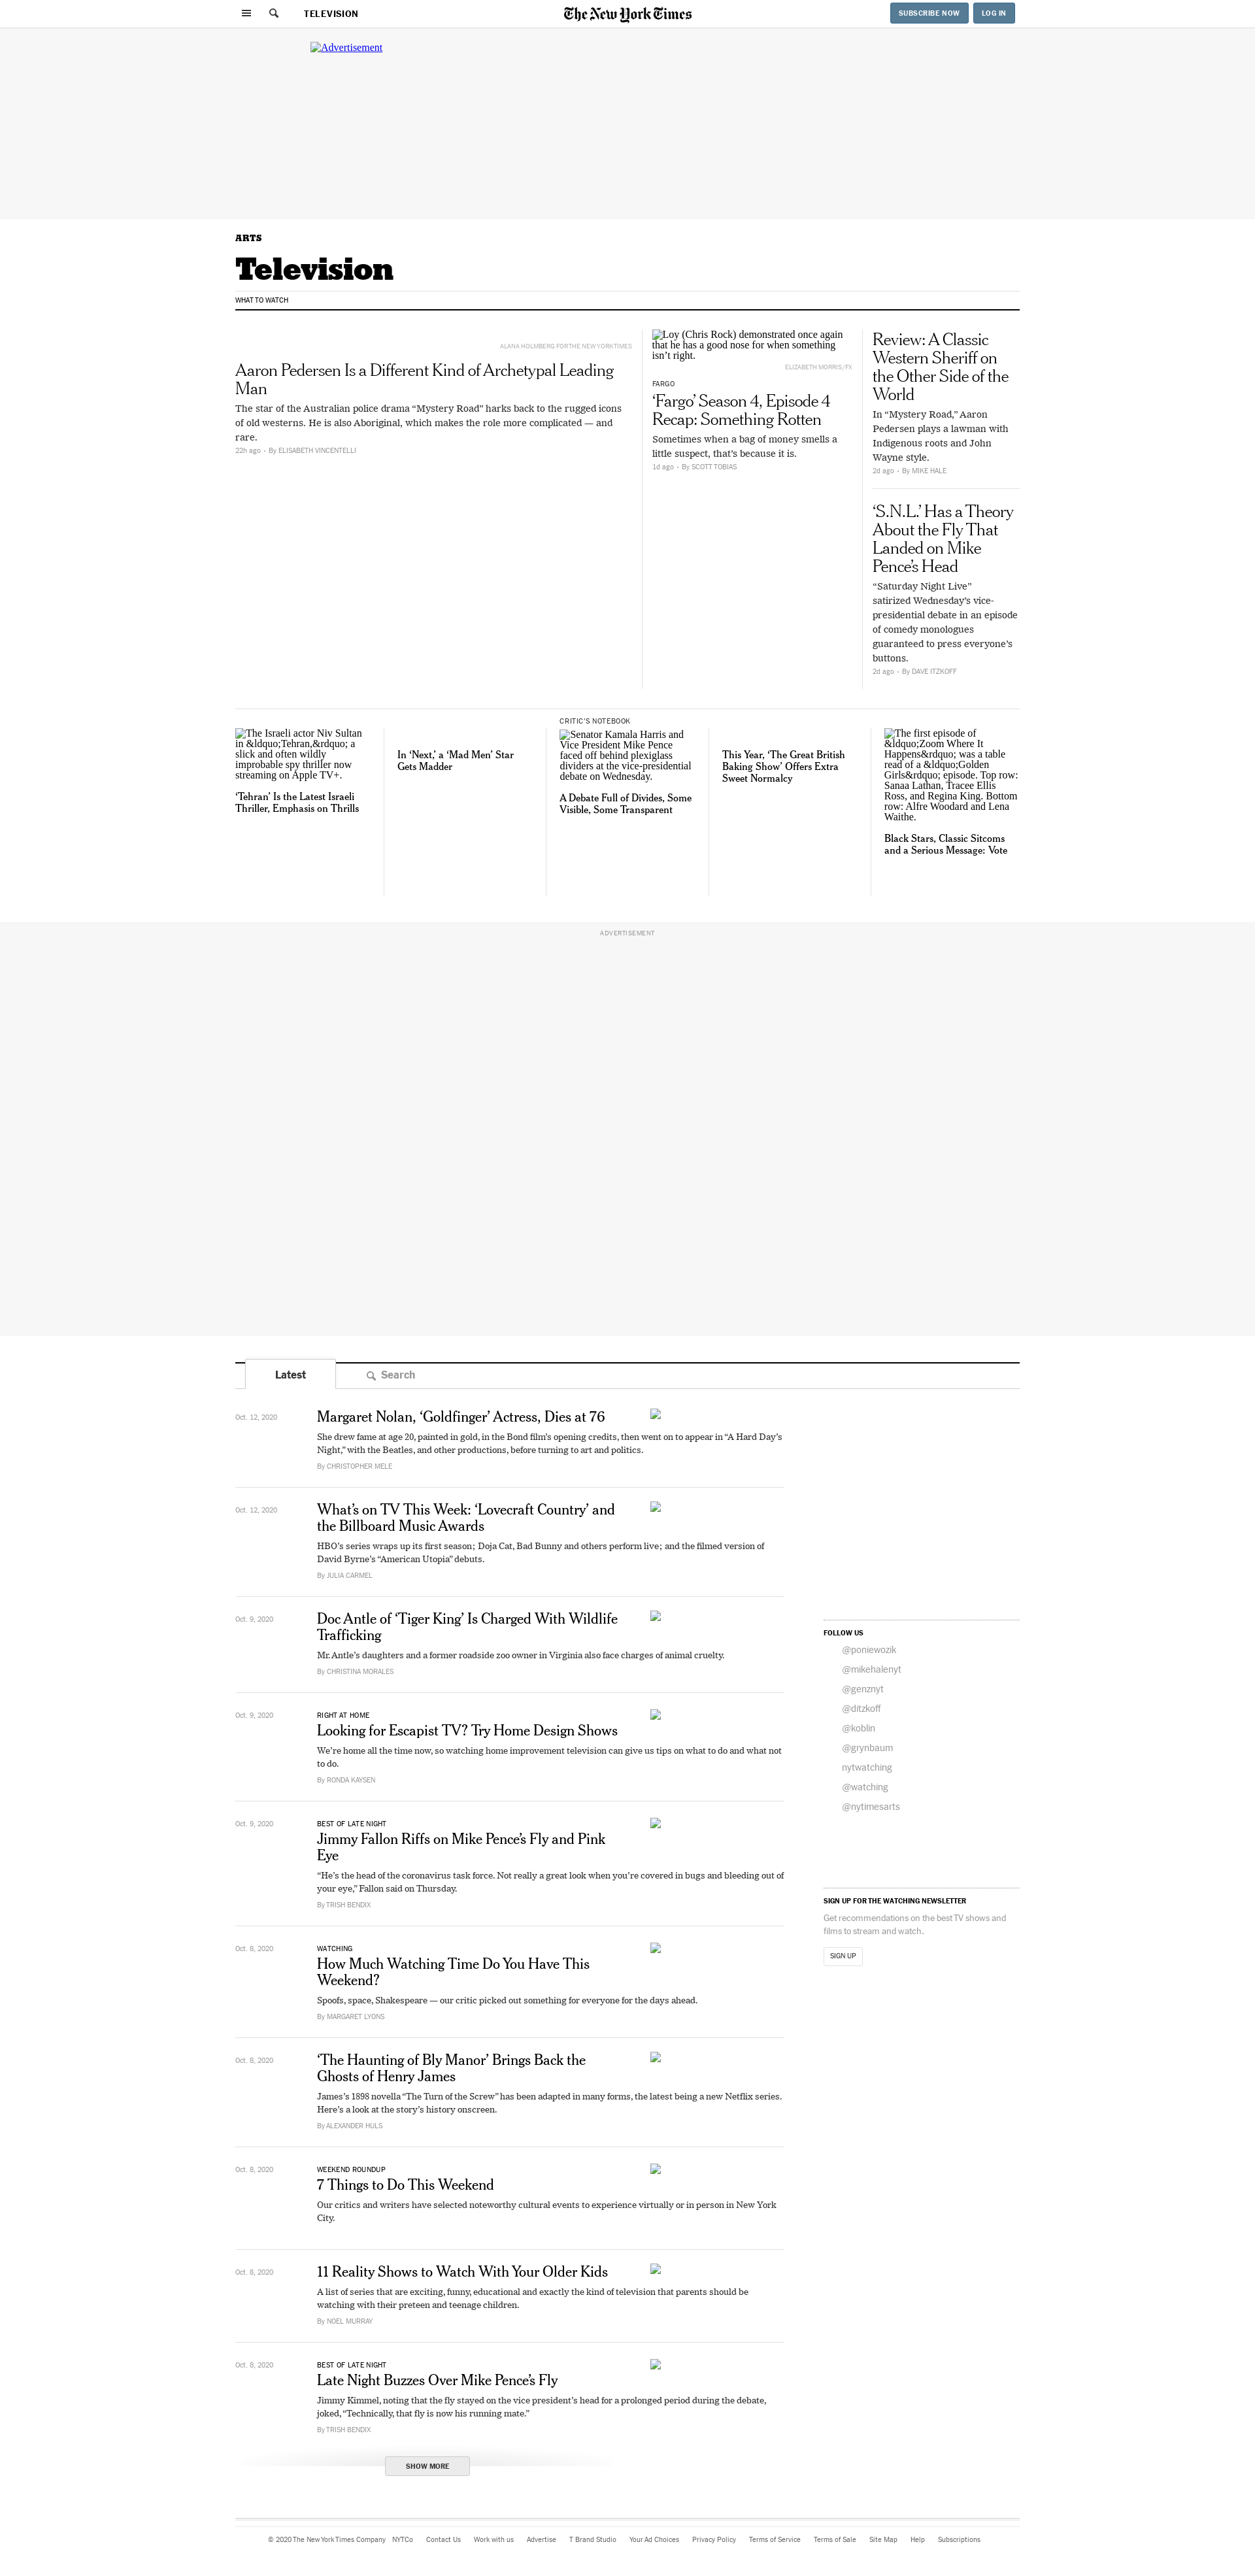 TELEVISION
The New York Times
SUBSCRIBE NOW
LOG IN
Advertisement
ARTS
Television
WHAT TO WATCH
ALANA HOLMBERG FOR THE NEW YORK TIMES
Aaron Pedersen Is a Different Kind of Archetypal Leading
Man
The star of the Australian police drama “Mystery Road” harks back to the rugged icons
of old westerns. He is also Aboriginal, which makes the role more complicated — and
rare.
22h ago • By ELISABETH VINCENTELLI
Loy (Chris Rock) demonstrated once again
that he has a good nose for when something
isn’t right.
ELIZABETH MORRIS/FX
FARGO
‘Fargo’ Season 4, Episode 4
Recap: Something Rotten
Sometimes when a bag of money smells a
little suspect, that’s because it is.
1d ago • By SCOTT TOBIAS
Review: A Classic
Western Sheriff on
the Other Side of the
World
In “Mystery Road,” Aaron
Pedersen plays a lawman with
Indigenous roots and John
Wayne style.
2d ago • By MIKE HALE
‘S.N.L.’ Has a Theory
About the Fly That
Landed on Mike
Pence’s Head
“Saturday Night Live”
satirized Wednesday’s vice-
presidential debate in an episode
of comedy monologues
guaranteed to press everyone’s
buttons.
2d ago • By DAVE ITZKOFF
The Israeli actor Niv Sultan
in &ldquo;Tehran,&rdquo; a
slick and often wildly
improbable spy thriller now
streaming on Apple TV+.
‘Tehran’ Is the Latest Israeli
Thriller, Emphasis on Thrills
In ‘Next,’ a ‘Mad Men’ Star
Gets Madder
CRITIC’S NOTEBOOK
Senator Kamala Harris and
Vice President Mike Pence
faced off behind plexiglass
dividers at the vice-presidential
debate on Wednesday.
A Debate Full of Divides, Some
Visible, Some Transparent
This Year, ‘The Great British
Baking Show’ Offers Extra
Sweet Normalcy
The first episode of
&ldquo;Zoom Where It
Happens&rdquo; was a table
read of a &ldquo;Golden
Girls&rdquo; episode. Top row:
Sanaa Lathan, Tracee Ellis
Ross, and Regina King. Bottom
row: Alfre Woodard and Lena
Waithe.
Black Stars, Classic Sitcoms
and a Serious Message: Vote
ADVERTISEMENT
Latest
Search
Oct. 12, 2020
Margaret Nolan, ‘Goldfinger’ Actress, Dies at 76
She drew fame at age 20, painted in gold, in the Bond film’s opening credits, then went on to appear in “A Hard Day’s
Night,” with the Beatles, and other productions, before turning to art and politics.
By CHRISTOPHER MELE
Oct. 12, 2020
What’s on TV This Week: ‘Lovecraft Country’ and
the Billboard Music Awards
HBO’s series wraps up its first season; Doja Cat, Bad Bunny and others perform live; and the filmed version of
David Byrne’s “American Utopia” debuts.
By JULIA CARMEL
Oct. 9, 2020
Doc Antle of ‘Tiger King’ Is Charged With Wildlife
Trafficking
Mr. Antle’s daughters and a former roadside zoo owner in Virginia also face charges of animal cruelty.
By CHRISTINA MORALES
Oct. 9, 2020
RIGHT AT HOME
Looking for Escapist TV? Try Home Design Shows
We’re home all the time now, so watching home improvement television can give us tips on what to do and what not
to do.
By RONDA KAYSEN
Oct. 9, 2020
BEST OF LATE NIGHT
Jimmy Fallon Riffs on Mike Pence’s Fly and Pink
Eye
“He’s the head of the coronavirus task force. Not really a great look when you’re covered in bugs and bleeding out of
your eye,” Fallon said on Thursday.
By TRISH BENDIX
Oct. 8, 2020
WATCHING
How Much Watching Time Do You Have This
Weekend?
Spoofs, space, Shakespeare — our critic picked out something for everyone for the days ahead.
By MARGARET LYONS
Oct. 8, 2020
‘The Haunting of Bly Manor’ Brings Back the
Ghosts of Henry James
James’s 1898 novella “The Turn of the Screw” has been adapted in many forms, the latest being a new Netflix series.
Here’s a look at the story’s history onscreen.
By ALEXANDER HULS
Oct. 8, 2020
WEEKEND ROUNDUP
7 Things to Do This Weekend
Our critics and writers have selected noteworthy cultural events to experience virtually or in person in New York
City.
Oct. 8, 2020
11 Reality Shows to Watch With Your Older Kids
A list of series that are exciting, funny, educational and exactly the kind of television that parents should be
watching with their preteen and teenage children.
By NOEL MURRAY
Oct. 8, 2020
BEST OF LATE NIGHT
Late Night Buzzes Over Mike Pence’s Fly
Jimmy Kimmel, noting that the fly stayed on the vice president’s head for a prolonged period during the debate,
joked, “Technically, that fly is now his running mate.”
By TRISH BENDIX
SHOW MORE
FOLLOW US
@poniewozik
@mikehalenyt
@genznyt
@ditzkoff
@koblin
@grynbaum
nytwatching
@watching
@nytimesarts
SIGN UP FOR THE WATCHING NEWSLETTER
Get recommendations on the best TV shows and
films to stream and watch.
SIGN UP
© 2020 The New York Times Company NYTCo Contact Us Work with us Advertise T Brand Studio Your Ad Choices Privacy Policy Terms of Service Terms of Sale Site Map Help Subscriptions